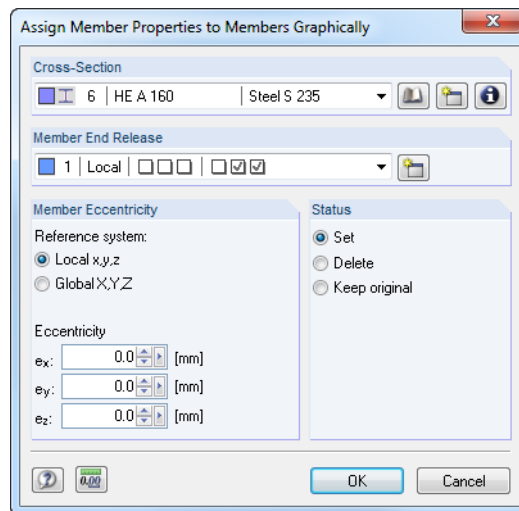 Assign Member Properties to Members Graphically
Cross-Section
6 HE A 160 Steel S 235
Member End Release
1 Local
Member Eccentricity
Reference system:
Local x,y,z
Global X,Y,Z
Eccentricity
ex: 0.0 [mm]
ey: 0.0 [mm]
ez: 0.0 [mm]
Status
Set
Delete
Keep original
0.00
OK Cancel